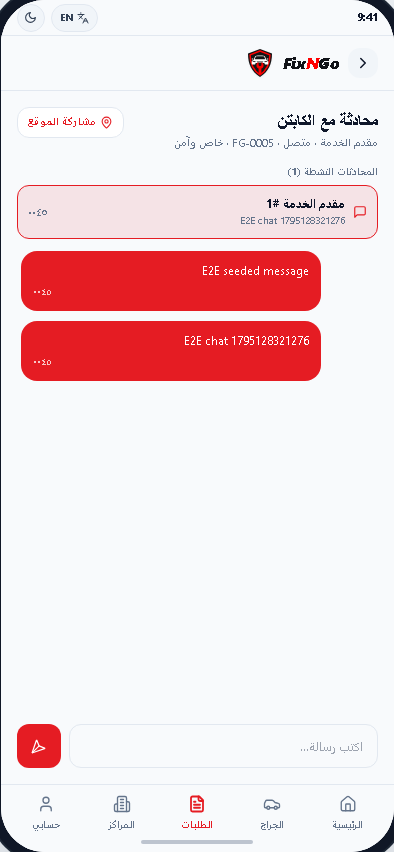 9:41
EN
FixNGo
محادثة مع الكابتن
مقدم الخدمة · متصل · FG-0005 · خاص وآمن
مشاركة الموقع
المحادثات النشطة (1)
مقدم الخدمة #1
E2E chat 1795128321276
٠٠:٤٥
E2E seeded message
٠٠:٤٥
E2E chat 1795128321276
٠٠:٤٥
اكتب رسالة...
الرئيسية
الجراج
الطلبات
المراكز
حسابي